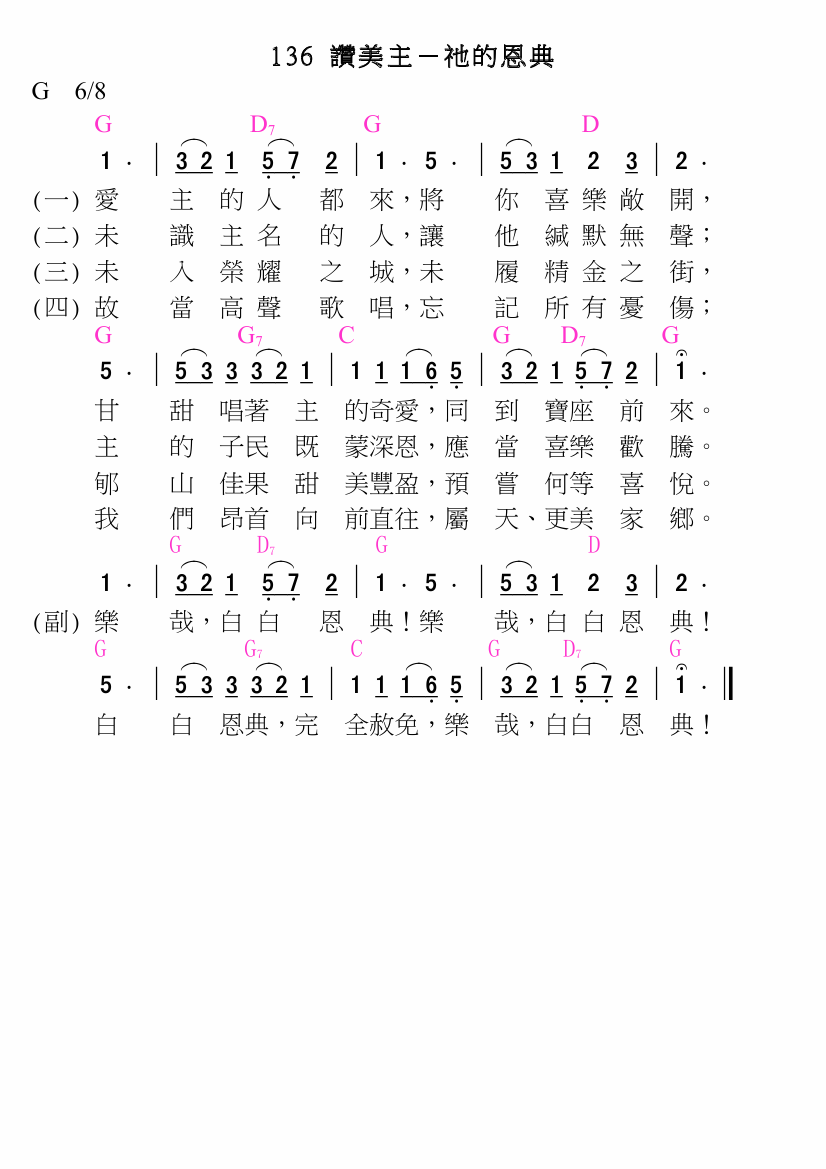 136 讚美主－祂的恩典
G 6/8
G D7 G D
1 · | 3 2 1 5 7 2 | 1 · 5 · | 5 3 1 2 3 | 2 ·
(一) 愛 主 的 人 都 來，將 你 喜 樂 敞 開，
(二) 未 識 主 名 的 人，讓 他 緘 默 無 聲；
(三) 未 入 榮 耀 之 城，未 履 精 金 之 街，
(四) 故 當 高 聲 歌 唱，忘 記 所 有 憂 傷；
G G7 C G D7 G
5 · | 5 3 3 3 2 1 | 1 1 1 6 5 | 3 2 1 5 7 2 | 1 ·
甘 甜 唱著 主 的奇愛，同 到 寶座 前 來。
主 的 子民 既 蒙深恩，應 當 喜樂 歡 騰。
郇 山 佳果 甜 美豐盈，預 嘗 何等 喜 悅。
我 們 昂首 向 前直往，屬 天、更美 家 鄉。
G D7 G D
1 · | 3 2 1 5 7 2 | 1 · 5 · | 5 3 1 2 3 | 2 ·
(副) 樂 哉，白 白 恩 典！樂 哉，白 白 恩 典！
G G7 C G D7 G
5 · | 5 3 3 3 2 1 | 1 1 1 6 5 | 3 2 1 5 7 2 | 1 · ‖
白 白 恩典，完 全赦免，樂 哉，白白 恩 典！